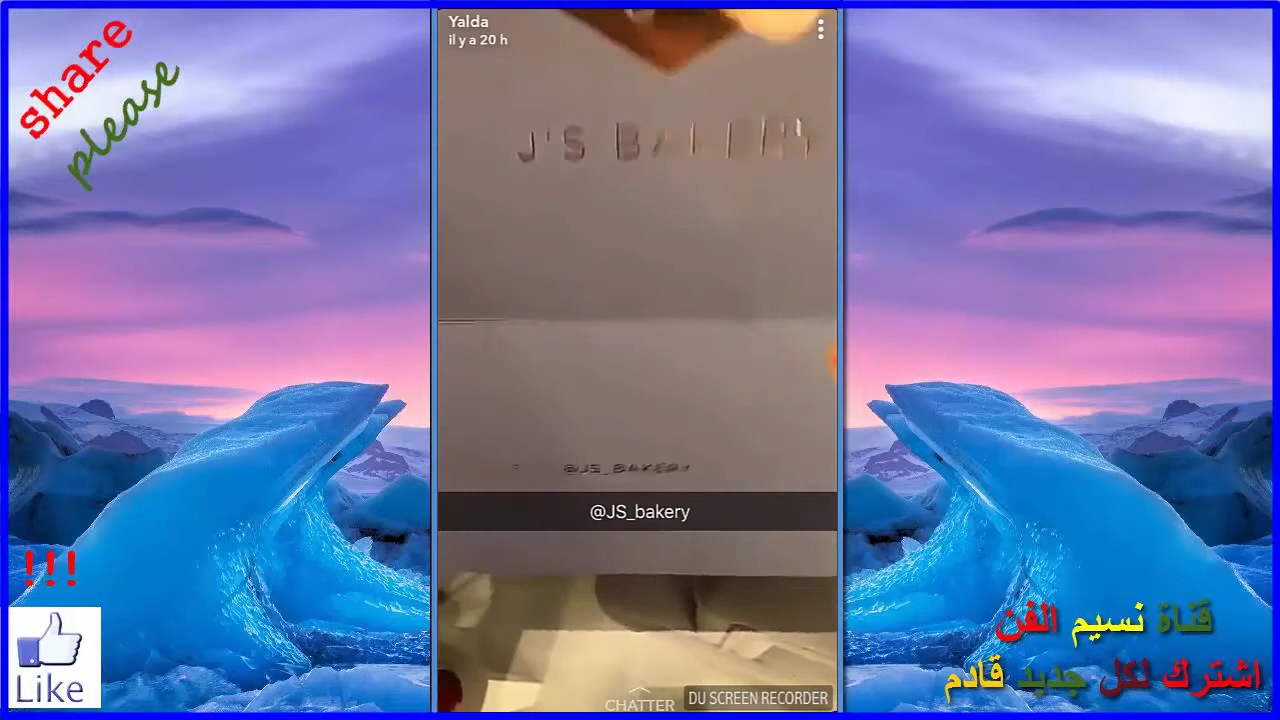 share
please
Yalda
il y a 20 h
J'S BAKERY
@JS_BAKERY
@JS_bakery
!!!
Like
CHATTER
DU SCREEN RECORDER
قناة نسيم الفن
اشترك لكل جديد قادم